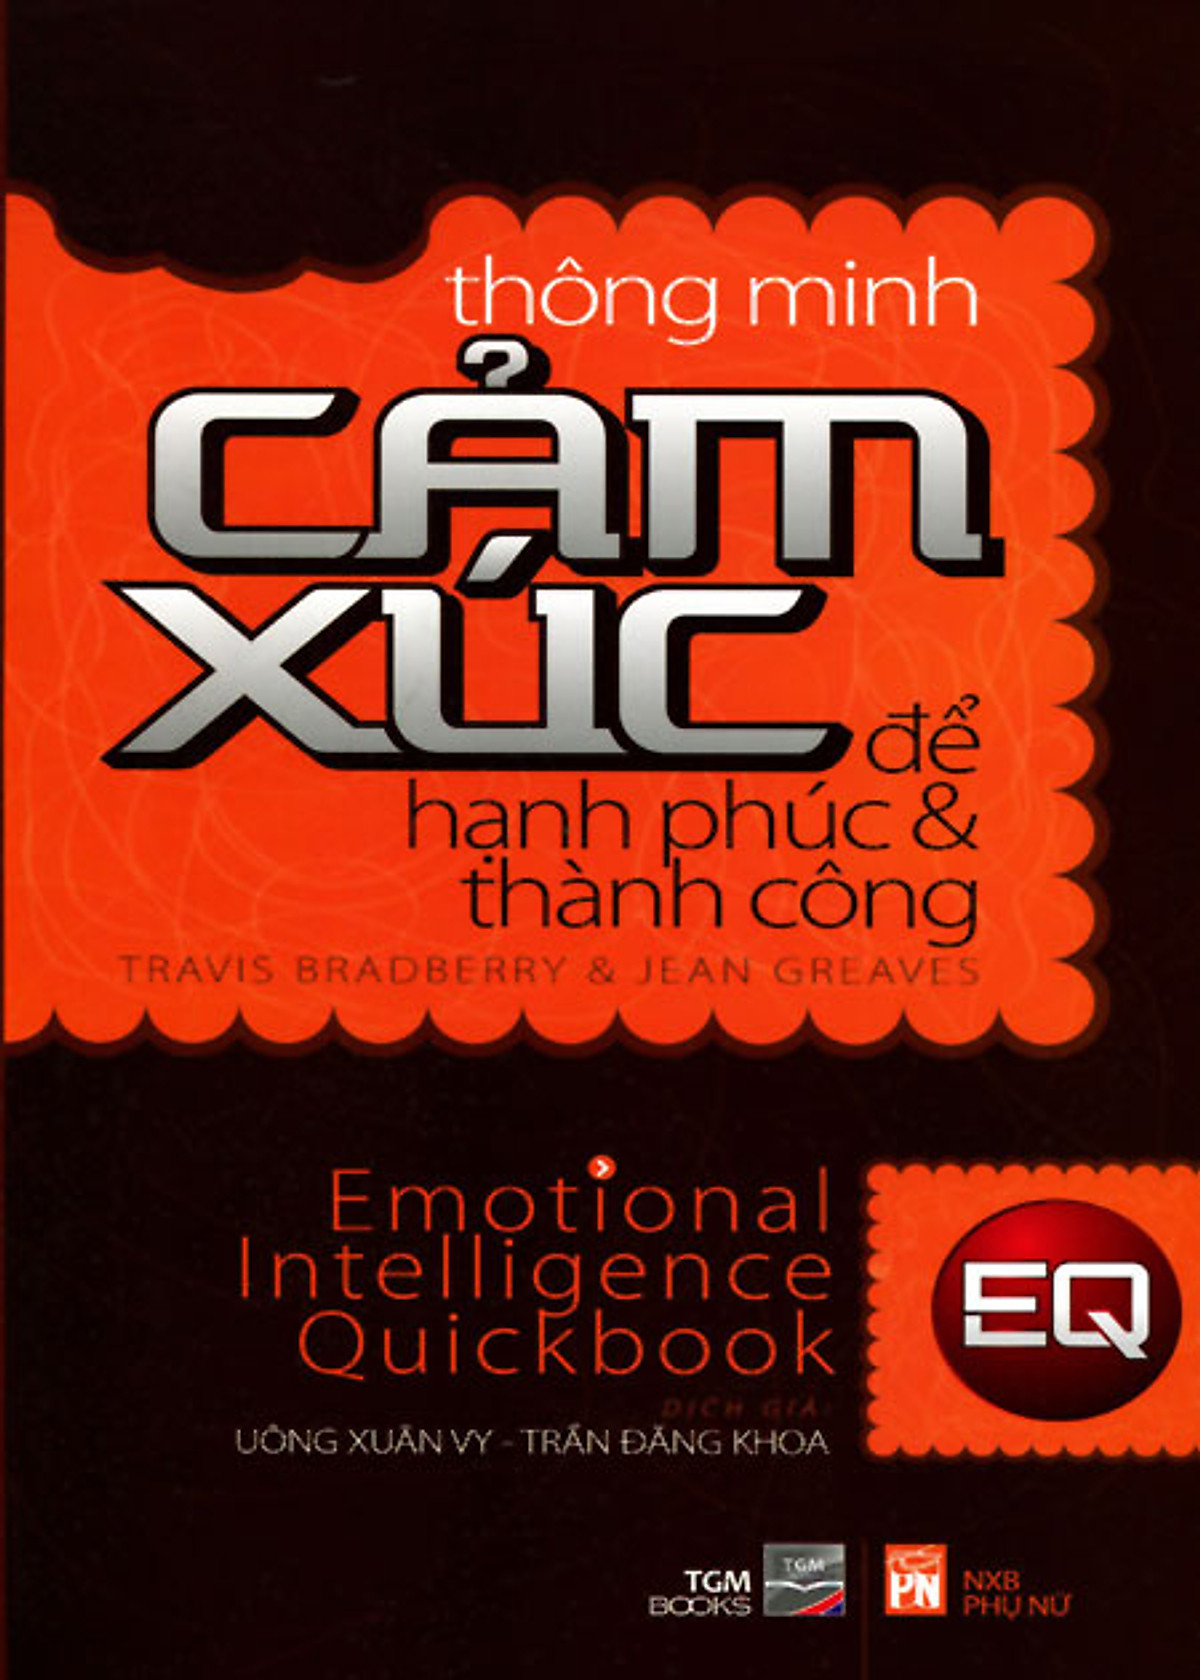 thông minh
CẢM
XÚC
để
hạnh phúc &
thành công
TRAVIS BRADBERRY & JEAN GREAVES
Emotional
Intelligence
Quickbook
EQ
DỊCH GIẢ:
UÔNG XUÂN VY - TRẦN ĐĂNG KHOA
TGM
BOOKS
TGM
PN
NXB
PHỤ NỮ